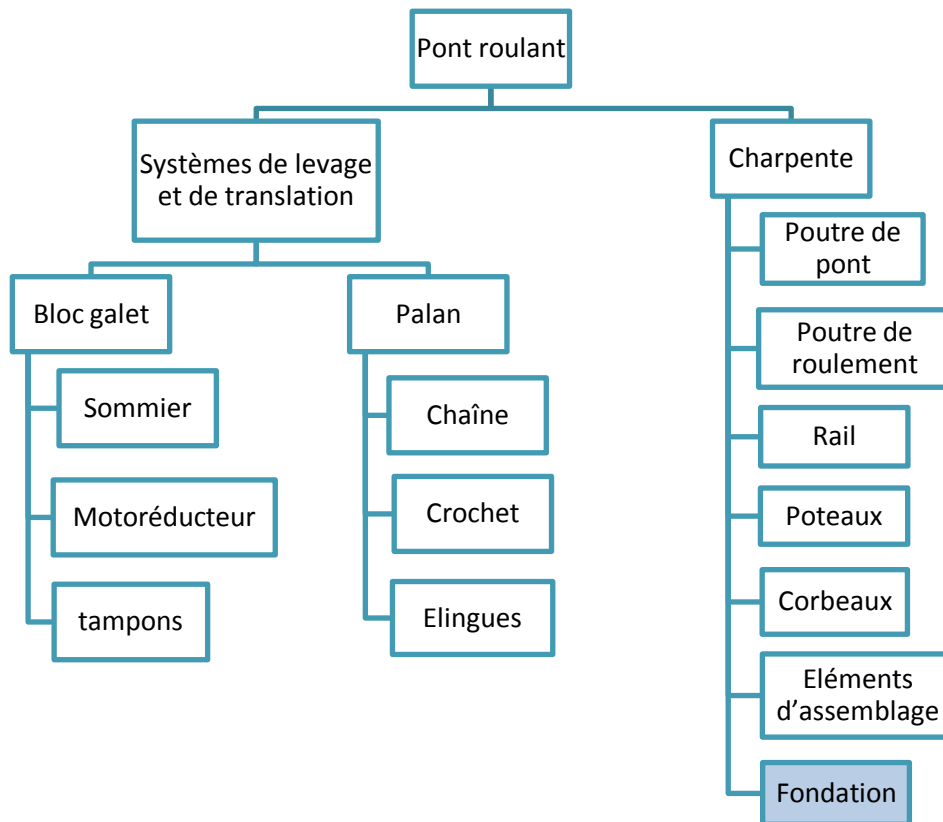 Pont roulant
Systèmes de levage
et de translation
Charpente
Bloc galet
Sommier
Motoréducteur
tampons
Palan
Chaîne
Crochet
Elingues
Poutre de
pont
Poutre de
roulement
Rail
Poteaux
Corbeaux
Eléments
d’assemblage
Fondation